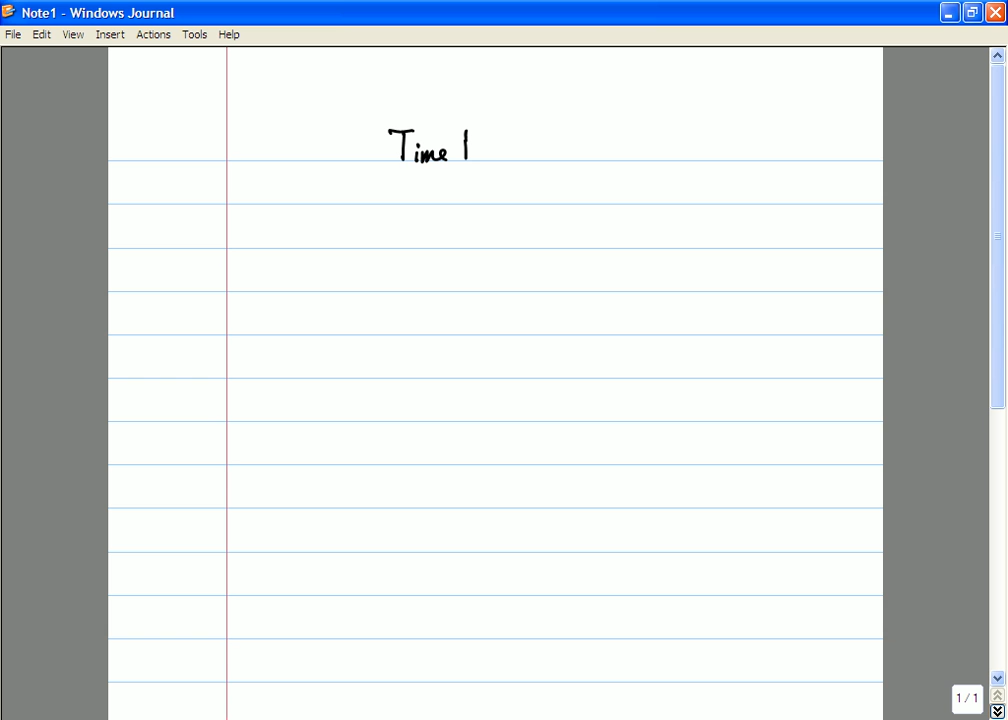 Note1 - Windows Journal
File Edit View Insert Actions Tools Help
Time 1
1 / 1